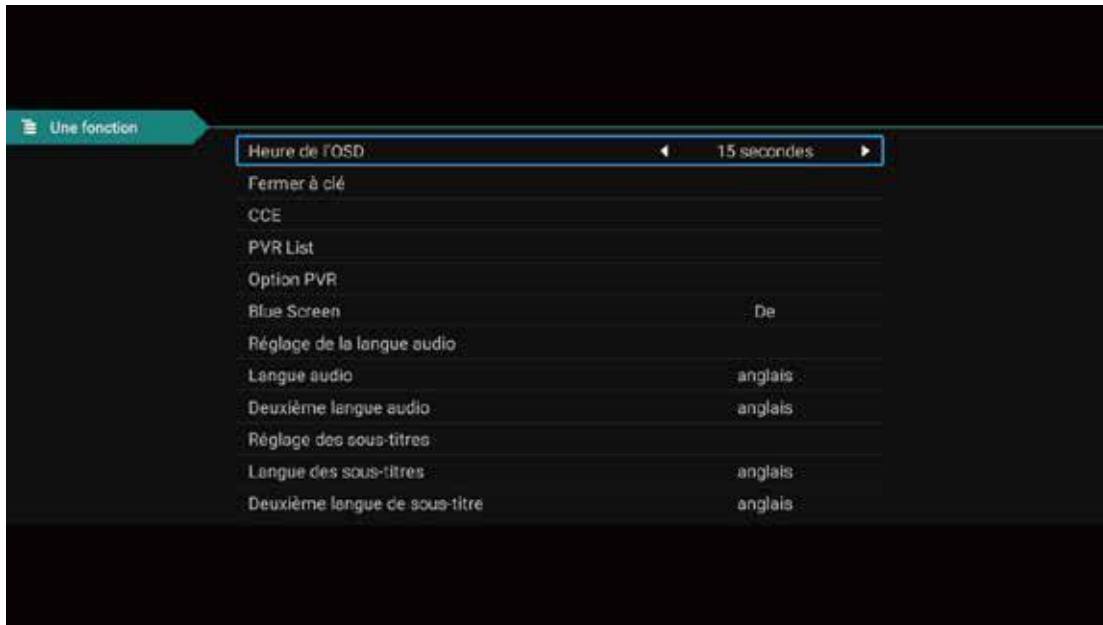 Une fonction
Heure de l'OSD 15 secondes
Fermer à clé
CCE
PVR List
Option PVR
Blue Screen De
Réglage de la langue audio
Langue audio anglais
Deuxième langue audio anglais
Réglage des sous-titres
Langue des sous-titres anglais
Deuxième langue de sous-titre anglais